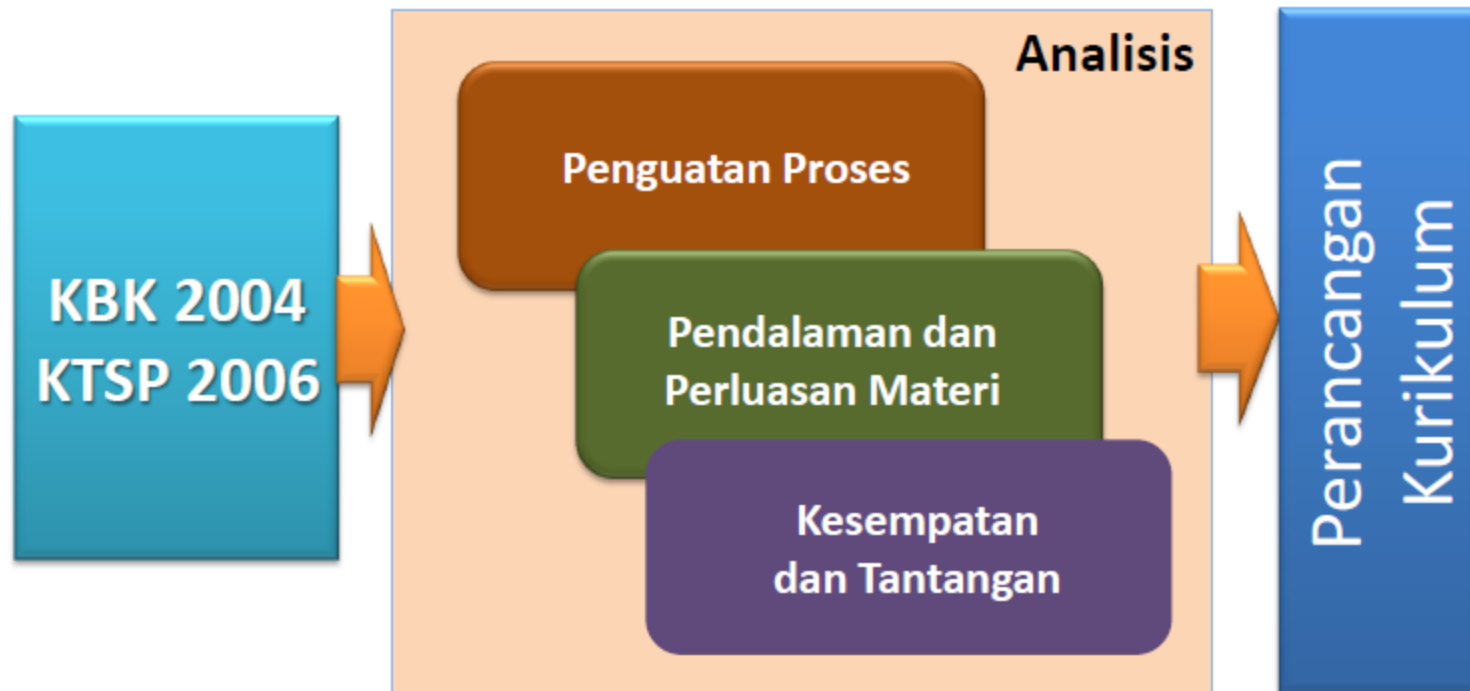 KBK 2004
KTSP 2006
Analisis
Penguatan Proses
Pendalaman dan
Perluasan Materi
Kesempatan
dan Tantangan
Perancangan
Kurikulum